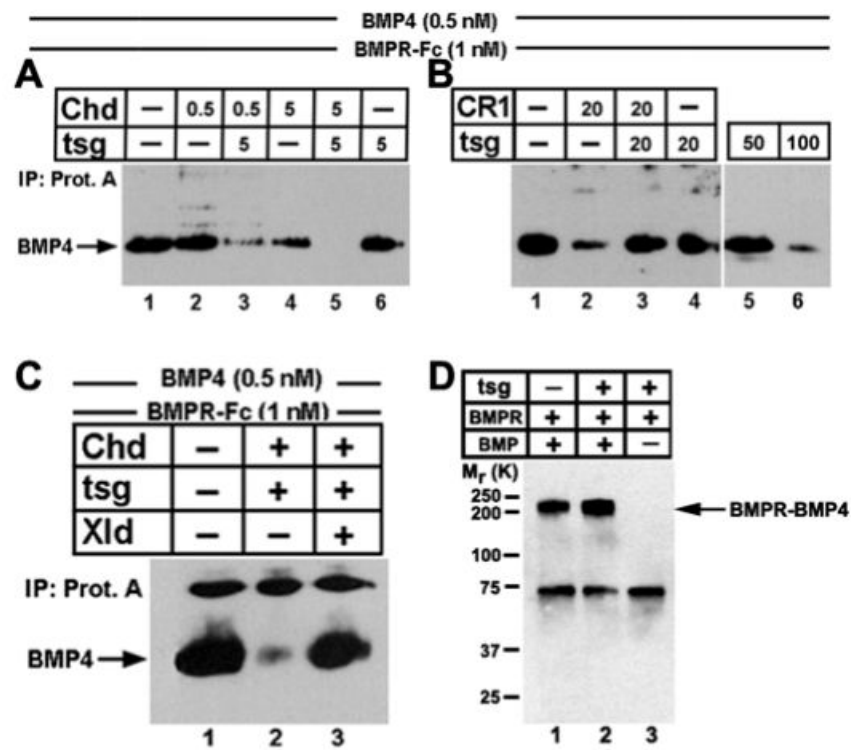 BMP4 (0.5 nM)
BMPR-Fc (1 nM)
A
Chd — 0.5 0.5 5 5 —
tsg — — 5 — 5 5
IP: Prot. A
BMP4
1 2 3 4 5 6
B
CR1 — 20 20 —
tsg — — 20 20 50 100
1 2 3 4 5 6
C
BMP4 (0.5 nM)
BMPR-Fc (1 nM)
Chd − + +
tsg − + +
Xld − − +
IP: Prot. A
BMP4
1 2 3
D
tsg − + +
BMPR + + +
BMP + + −
Mr (K)
250
200
BMPR-BMP4
100
75
37
25
1 2 3